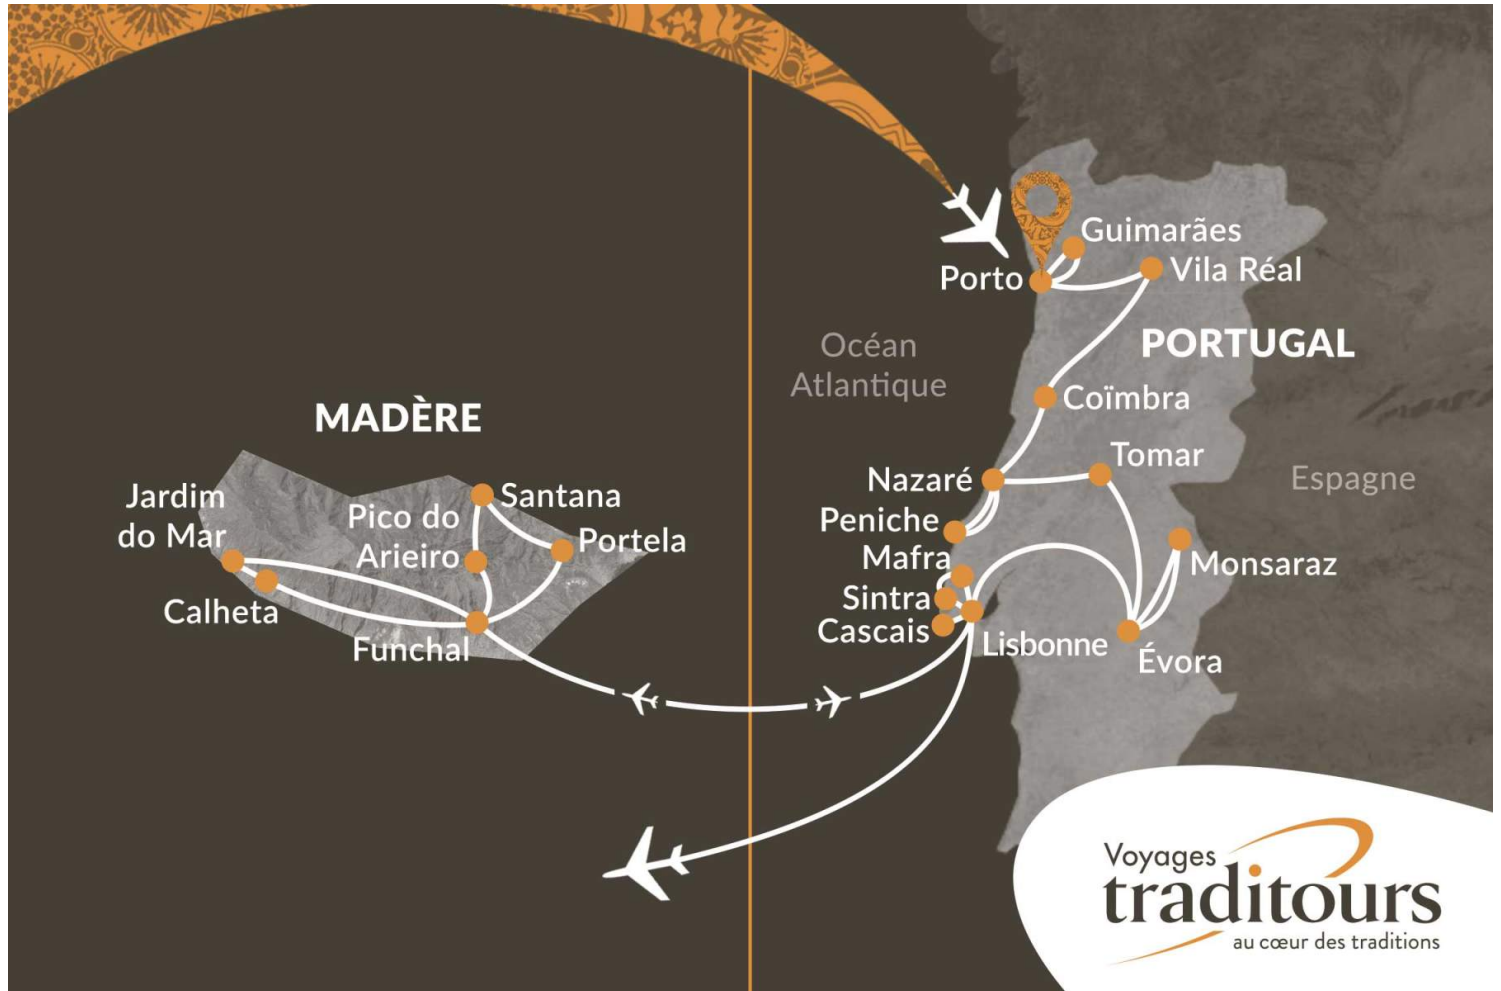 Guimarães
Porto
Vila Réal
PORTUGAL
Océan
Atlantique
Coïmbra
MADÈRE
Tomar
Nazaré
Espagne
Jardim
do Mar
Santana
Pico do
Arieiro
Portela
Peniche
Mafra
Monsaraz
Calheta
Sintra
Cascais
Funchal
Lisbonne
Évora
Voyages
traditours
au cœur des traditions